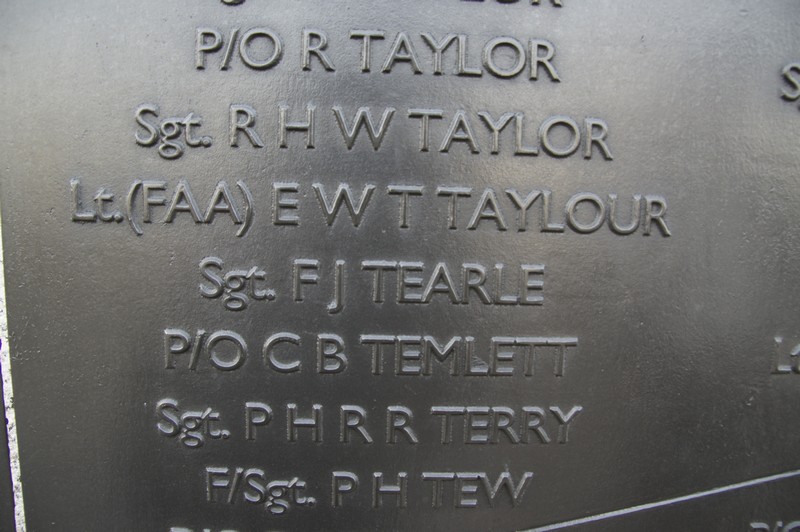 P/O R TAYLOR
Sgt. R H W TAYLOR
Lt.(FAA) E W T TAYLOUR
Sgt. F J TEARLE
P/O C B TEMLETT
Sgt. P H R R TERRY
F/Sgt. P H TEW